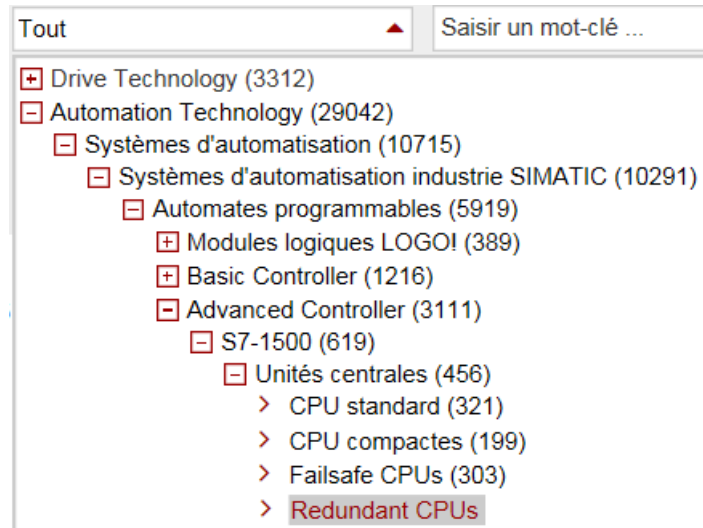 Tout
Saisir un mot-clé ...
Drive Technology (3312)
Automation Technology (29042)
Systèmes d'automatisation (10715)
Systèmes d'automatisation industrie SIMATIC (10291)
Automates programmables (5919)
Modules logiques LOGO! (389)
Basic Controller (1216)
Advanced Controller (3111)
S7-1500 (619)
Unités centrales (456)
CPU standard (321)
CPU compactes (199)
Failsafe CPUs (303)
Redundant CPUs